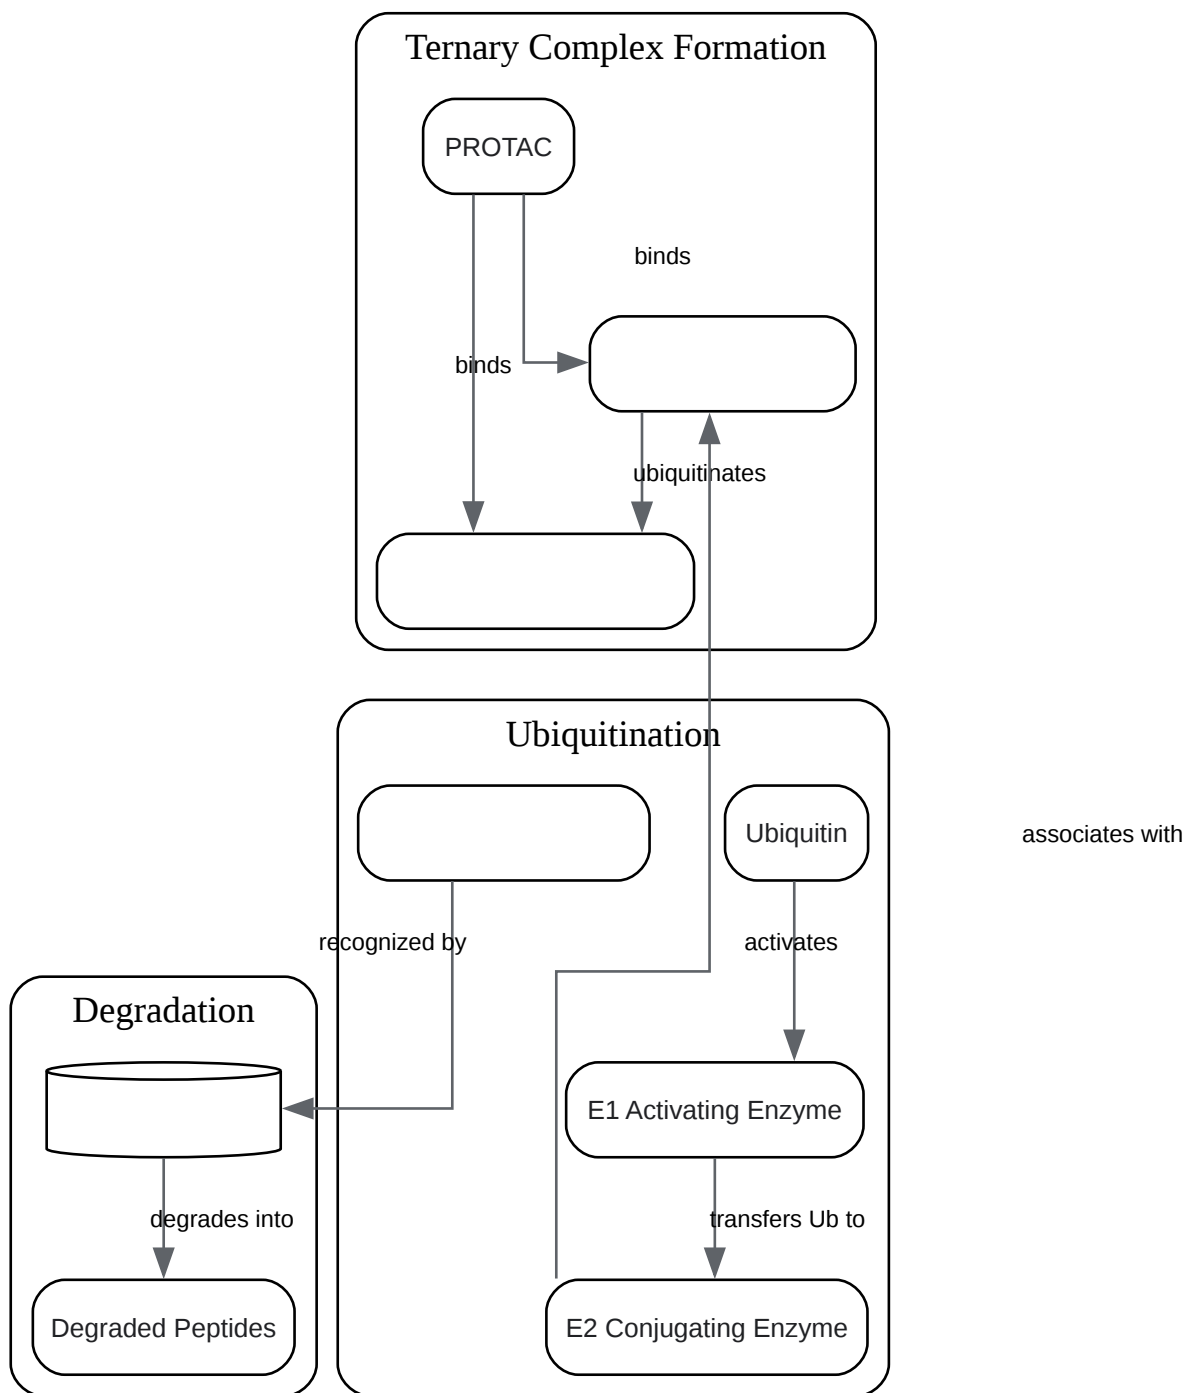 Ternary Complex Formation
PROTAC
binds
binds
ubiquitinates
Ubiquitination
Ubiquitin
associates with
recognized by
activates
Degradation
E1 Activating Enzyme
degrades into
transfers Ub to
Degraded Peptides
E2 Conjugating Enzyme